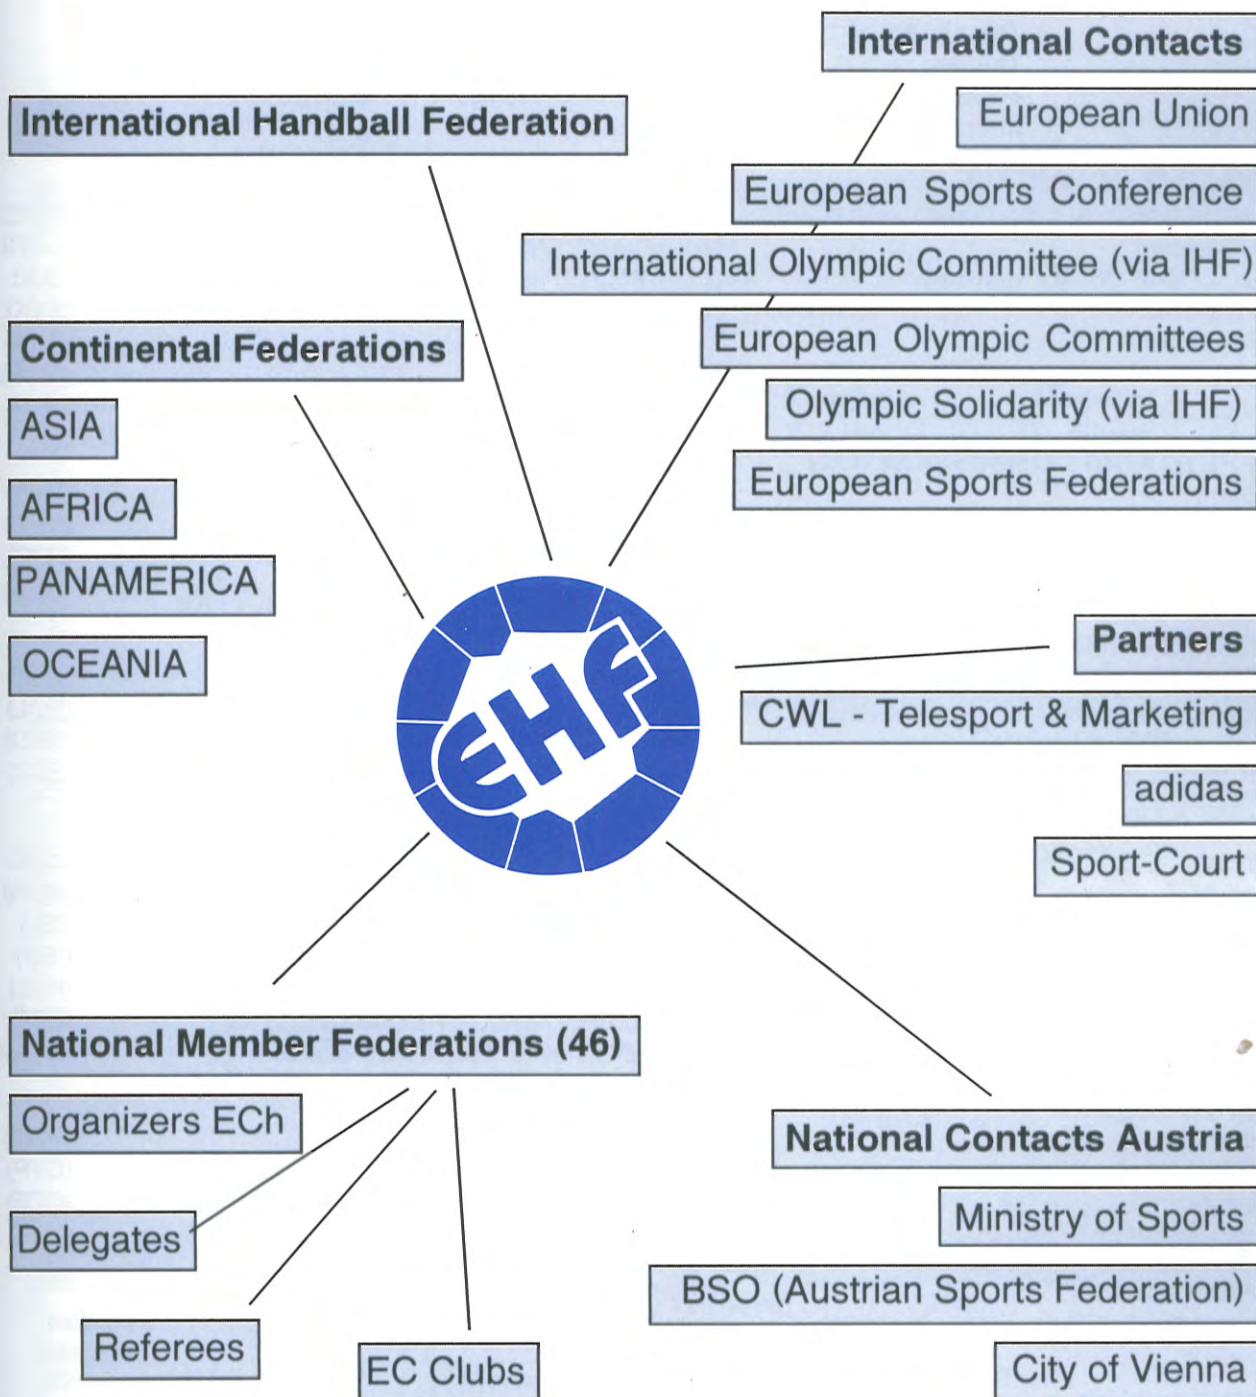 International Contacts
European Union
European Sports Conference
International Olympic Committee (via IHF)
European Olympic Committees
Olympic Solidarity (via IHF)
European Sports Federations
International Handball Federation
Continental Federations
ASIA
AFRICA
PANAMERICA
OCEANIA
EHF
Partners
CWL - Telesport & Marketing
adidas
Sport-Court
National Member Federations (46)
Organizers ECh
Delegates
Referees
EC Clubs
National Contacts Austria
Ministry of Sports
BSO (Austrian Sports Federation)
City of Vienna